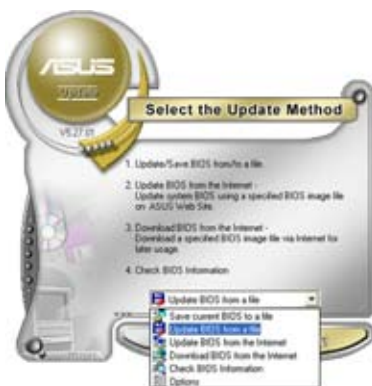 ASUS
Update
V5.27.01
Select the Update Method
1. Update/Save BIOS from/to a file.
2. Update BIOS from the Internet -
Update system BIOS using a specified BIOS image file
on ASUS Web Site.
3. Download BIOS from the Internet -
Download a specified BIOS image file via Internet for
later usage.
4. Check BIOS Information
Update BIOS from a file
Save current BIOS to a file
Update BIOS from a file
Update BIOS from the Internet
Download BIOS from the Internet
Check BIOS Information
Options